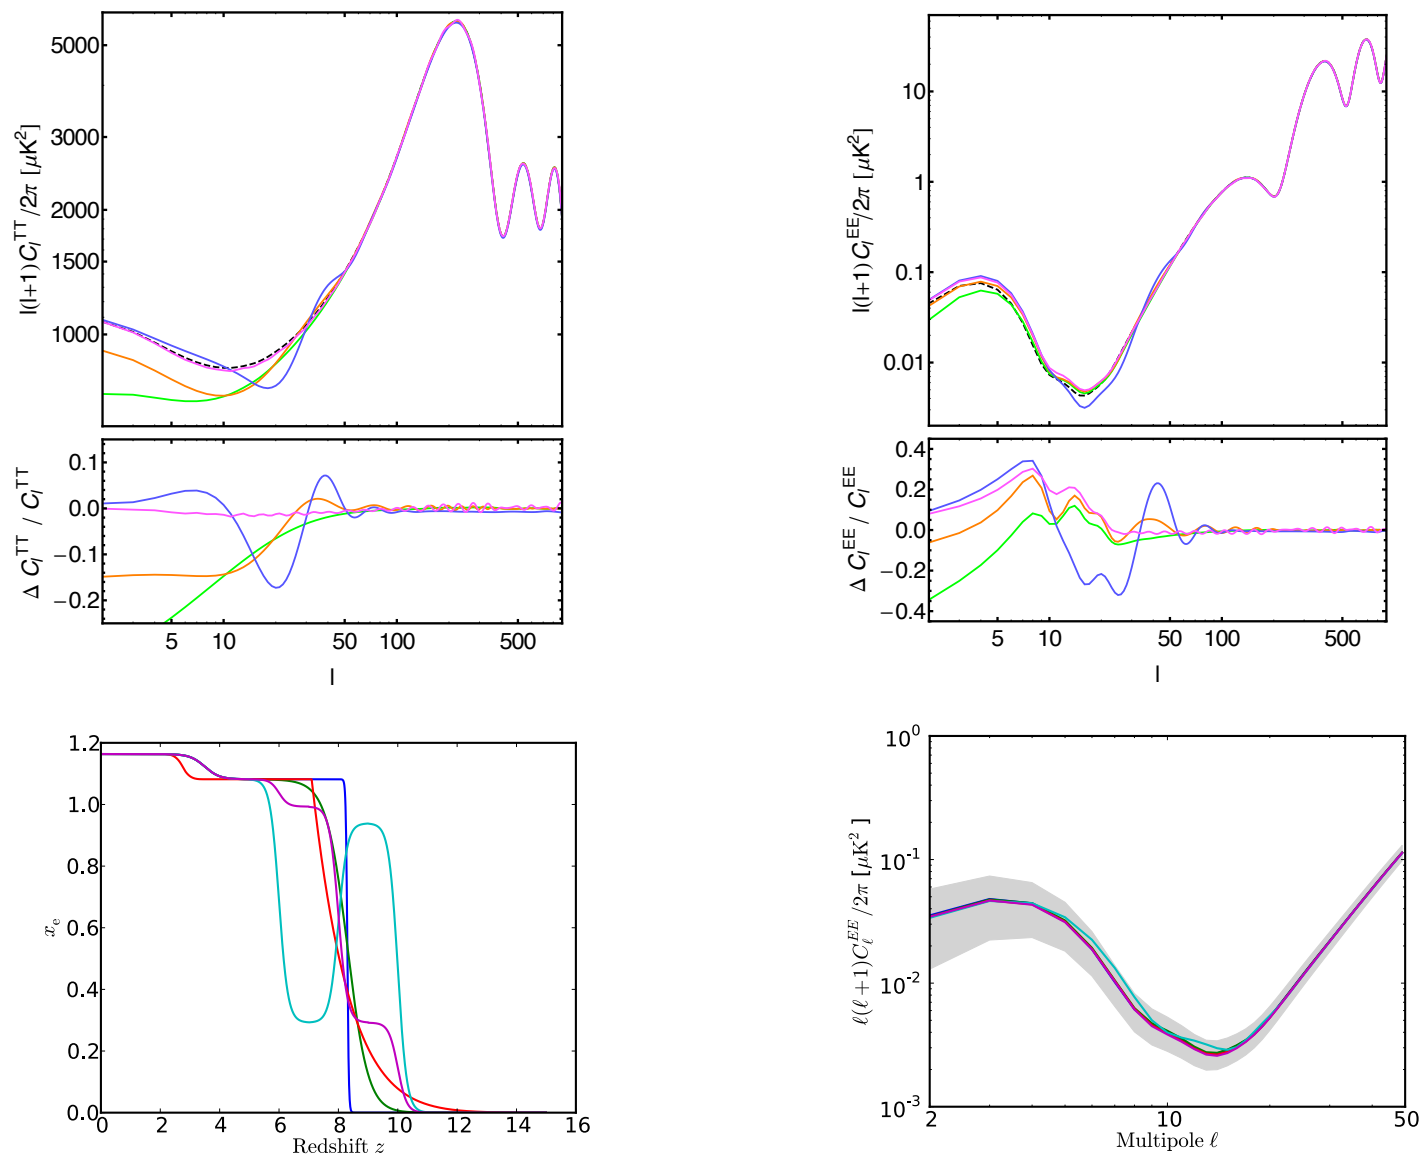 5000
3000
2000
1500
1000
l(l+1)C_l^TT/2π [μK²]
0.1
0.0
−0.1
−0.2
Δ C_l^TT / C_l^TT
5 10 50 100 500
l
10
1
0.1
0.01
l(l+1)C_l^EE/2π [μK²]
0.4
0.2
0.0
−0.2
−0.4
Δ C_l^EE / C_l^EE
5 10 50 100 500
l
1.2
1.0
0.8
0.6
0.4
0.2
0.0
x_e
0 2 4 6 8 10 12 14 16
Redshift z
10^0
10^-1
10^-2
10^-3
ℓ(ℓ+1)C_ℓ^EE/2π [μK²]
2 10 50
Multipole ℓ